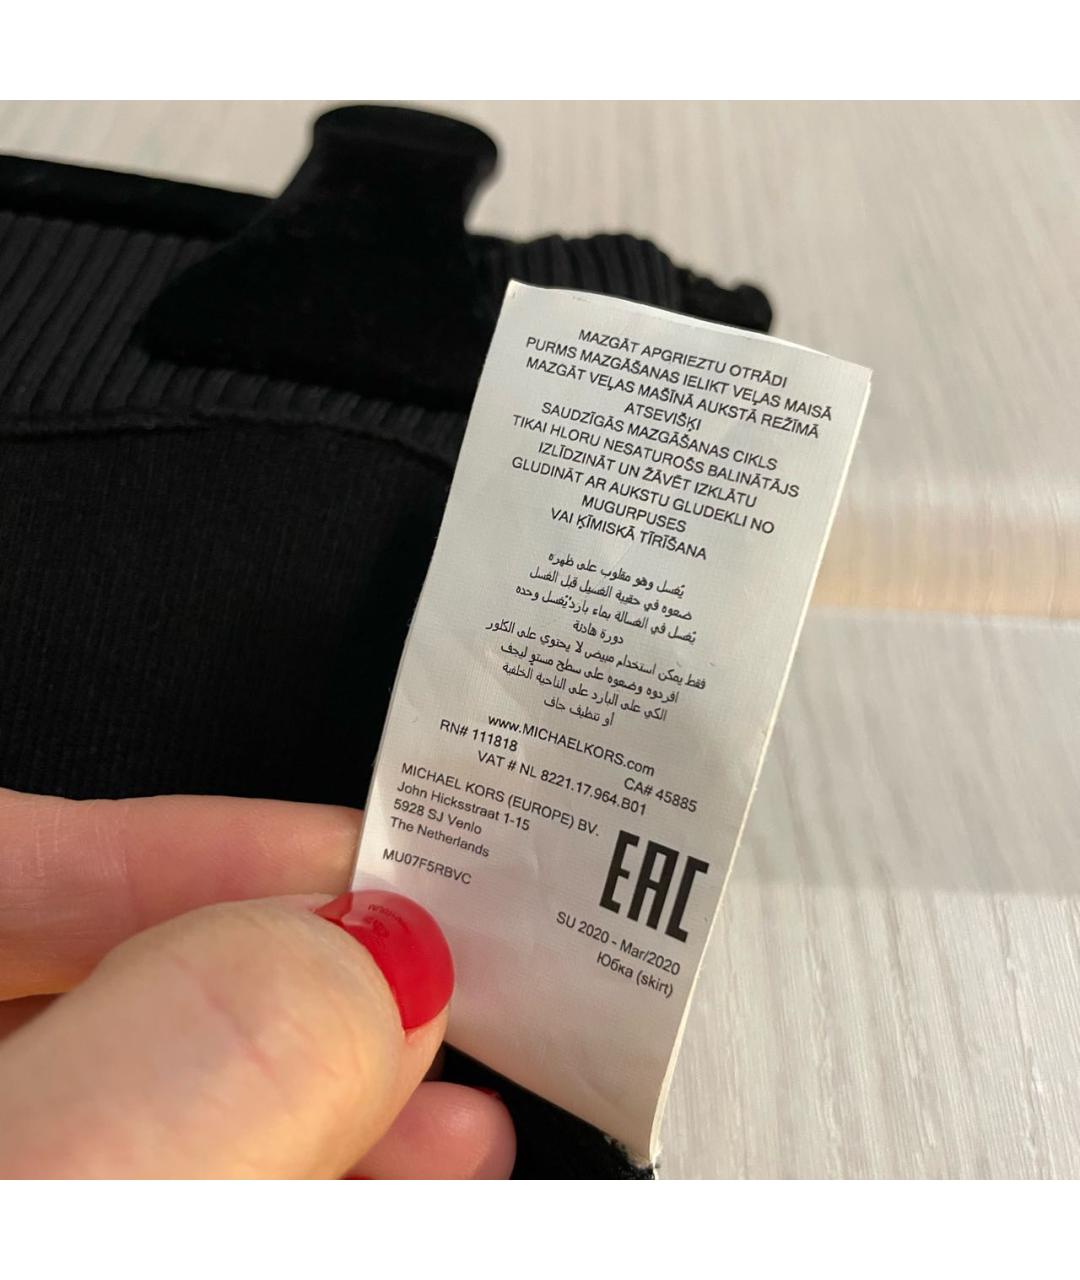 MAZGĀT APGRIEZTU OTRĀDI
PURMS MAZGĀŠANAS IELIKT VEĻAS MAISĀ
MAZGĀT VEĻAS MAŠĪNĀ AUKSTĀ REŽĪMĀ
ATSEVIŠĶI
SAUDZĪGĀS MAZGĀŠANAS CIKLS
TIKAI HLORU NESATUROŠS BALINĀTĀJS
IZLĪDZINĀT UN ŽĀVĒT IZKLĀTU
GLUDINĀT AR AUKSTU GLUDEKLI NO
MUGURPUSES
VAI ĶĪMISKĀ TĪRĪŠANA
يُغسل وهو مقلوب على ظهره
ضعوه في حقيبة الغسيل قبل الغسل
يُغسل في الغسالة بماء بارد يُغسل وحده
دورة هادئة
فقط يمكن استخدام مبيض لا يحتوي على الكلور
افردوه وضعوه على سطح مستوٍ ليجف
الكي على البارد على الناحية الخلفية
أو تنظيف جاف
www.MICHAELKORS.com
RN# 111818 CA# 45885
VAT # NL 8221.17.964.B01
MICHAEL KORS (EUROPE) BV.
John Hicksstraat 1-15
5928 SJ Venlo
The Netherlands
MU07F5RBVC
EAC
SU 2020 - Mar/2020
Юбка (skirt)